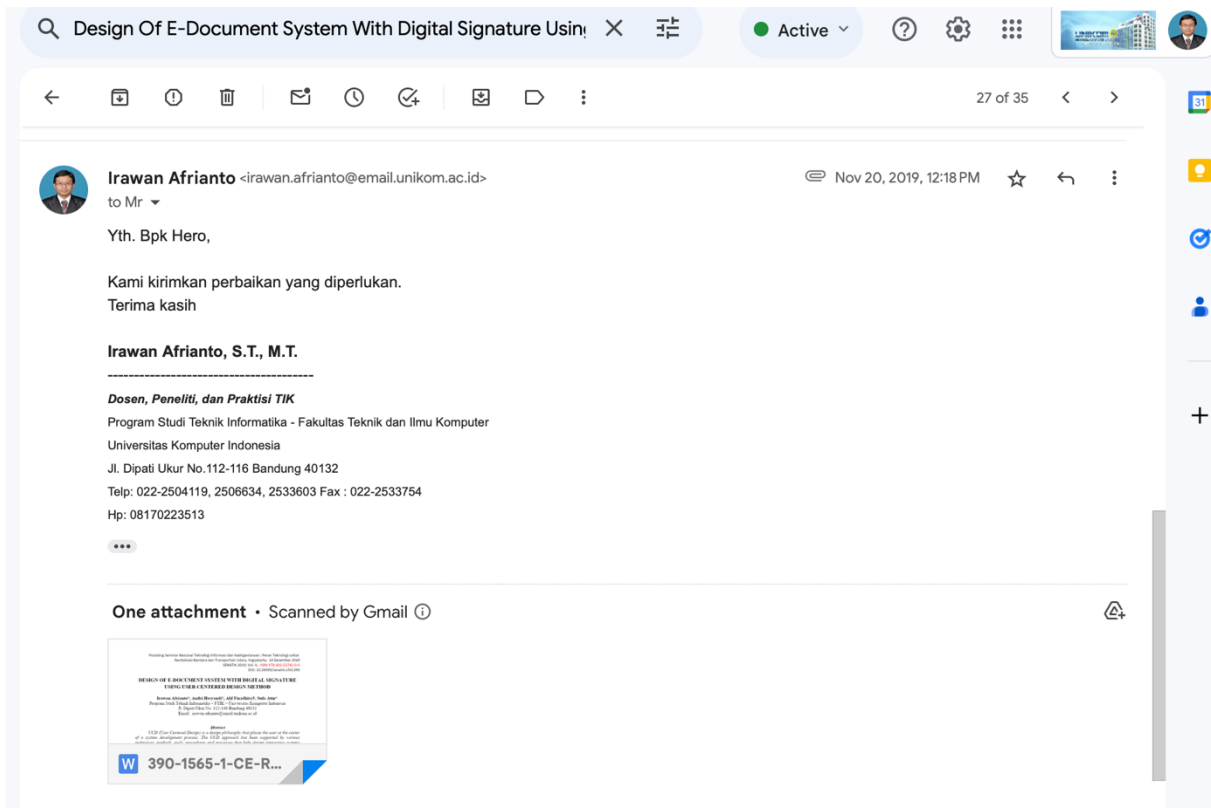 Design Of E-Document System With Digital Signature Using
Active
27 of 35
31
Irawan Afrianto <irawan.afrianto@email.unikom.ac.id>
Nov 20, 2019, 12:18 PM
to Mr
Yth. Bpk Hero,
Kami kirimkan perbaikan yang diperlukan.
Terima kasih
Irawan Afrianto, S.T., M.T.
---------------------------------------
Dosen, Peneliti, dan Praktisi TIK
Program Studi Teknik Informatika - Fakultas Teknik dan Ilmu Komputer
Universitas Komputer Indonesia
Jl. Dipati Ukur No.112-116 Bandung 40132
Telp: 022-2504119, 2506634, 2533603 Fax : 022-2533754
Hp: 08170223513
One attachment • Scanned by Gmail
DESIGN OF E-DOCUMENT SYSTEM WITH DIGITAL SIGNATURE
USING USER CENTERED DESIGN METHOD
Abstract
W 390-1565-1-CE-R...